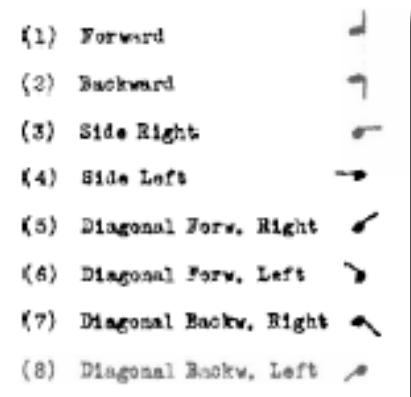 (1) Forward
(2) Backward
(3) Side Right
(4) Side Left
(5) Diagonal Forw. Right
(6) Diagonal Forw. Left
(7) Diagonal Backw. Right
(8) Diagonal Backw. Left